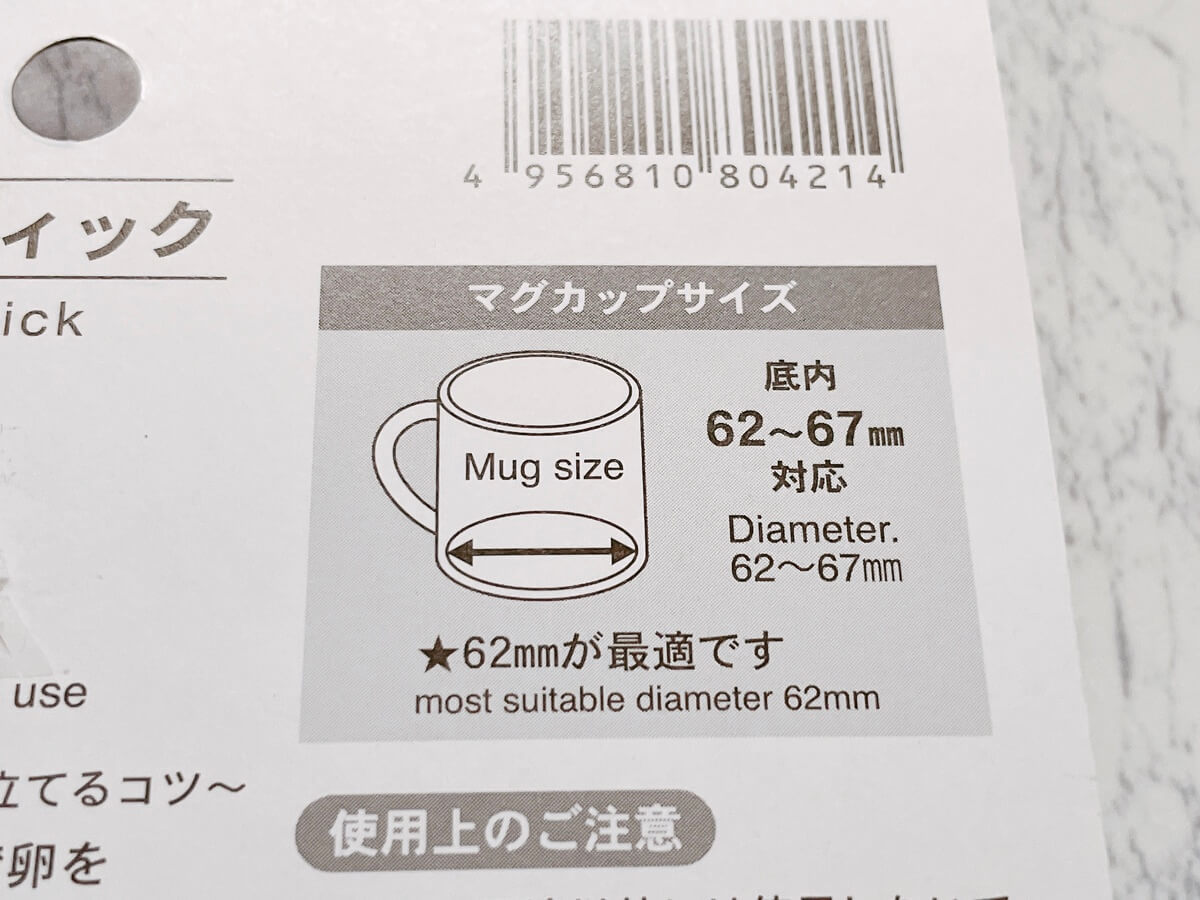 4 956810 804214
ィック
ick
マグカップサイズ
Mug size
底内
62〜67㎜
対応
Diameter.
62〜67㎜
★62㎜が最適です
most suitable diameter 62mm
use
立てるコツ〜
卵を
使用上のご注意